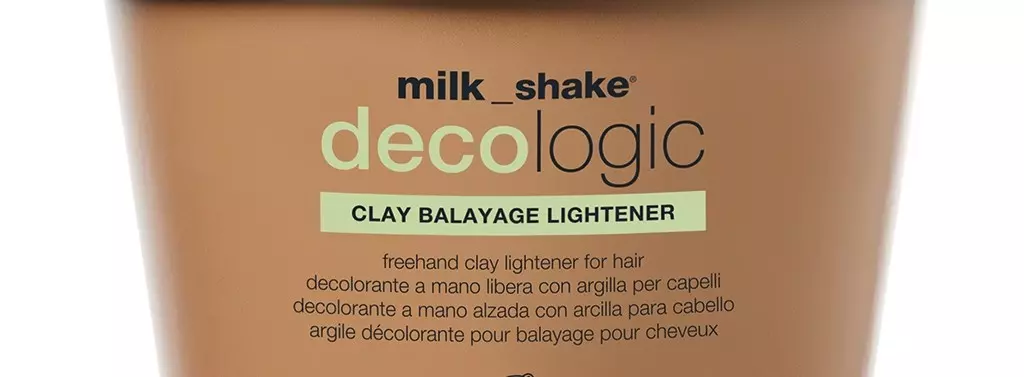 milk_shake®
decologic
CLAY BALAYAGE LIGHTENER
freehand clay lightener for hair
decolorante a mano libera con argilla per capelli
decolorante a mano alzada con arcilla para cabello
argile décolorante pour balayage pour cheveux